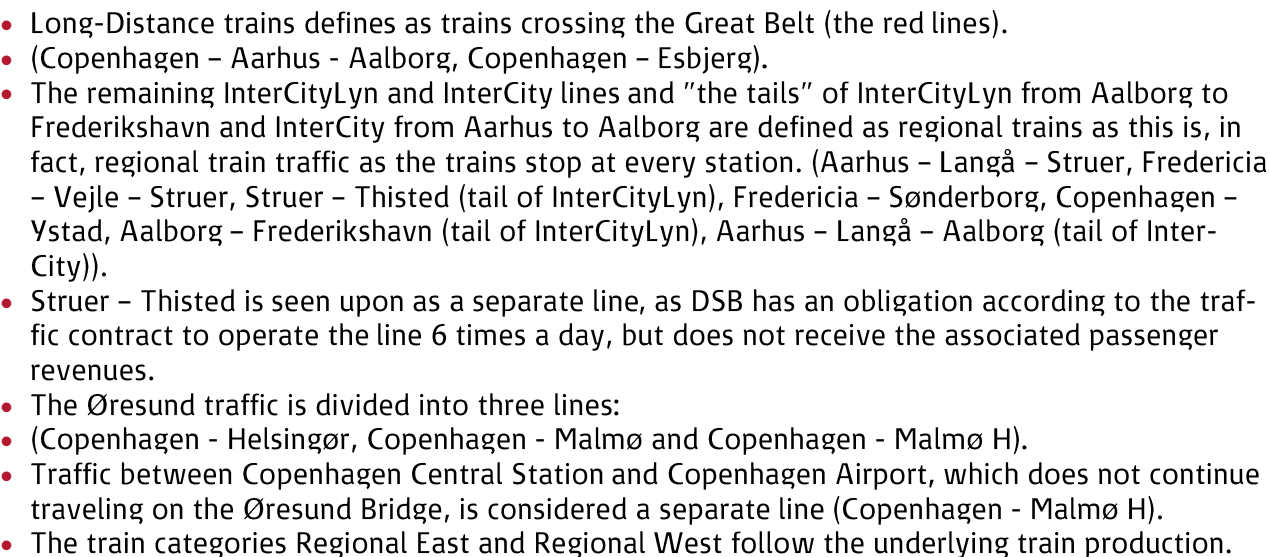 • Long-Distance trains defines as trains crossing the Great Belt (the red lines).
• (Copenhagen – Aarhus - Aalborg, Copenhagen – Esbjerg).
• The remaining InterCityLyn and InterCity lines and ”the tails” of InterCityLyn from Aalborg to
Frederikshavn and InterCity from Aarhus to Aalborg are defined as regional trains as this is, in
fact, regional train traffic as the trains stop at every station. (Aarhus – Langå – Struer, Fredericia
– Vejle – Struer, Struer – Thisted (tail of InterCityLyn), Fredericia – Sønderborg, Copenhagen –
Ystad, Aalborg – Frederikshavn (tail of InterCityLyn), Aarhus – Langå – Aalborg (tail of Inter-
City)).
• Struer – Thisted is seen upon as a separate line, as DSB has an obligation according to the traf-
fic contract to operate the line 6 times a day, but does not receive the associated passenger
revenues.
• The Øresund traffic is divided into three lines:
• (Copenhagen - Helsingør, Copenhagen - Malmø and Copenhagen - Malmø H).
• Traffic between Copenhagen Central Station and Copenhagen Airport, which does not continue
traveling on the Øresund Bridge, is considered a separate line (Copenhagen - Malmø H).
• The train categories Regional East and Regional West follow the underlying train production.